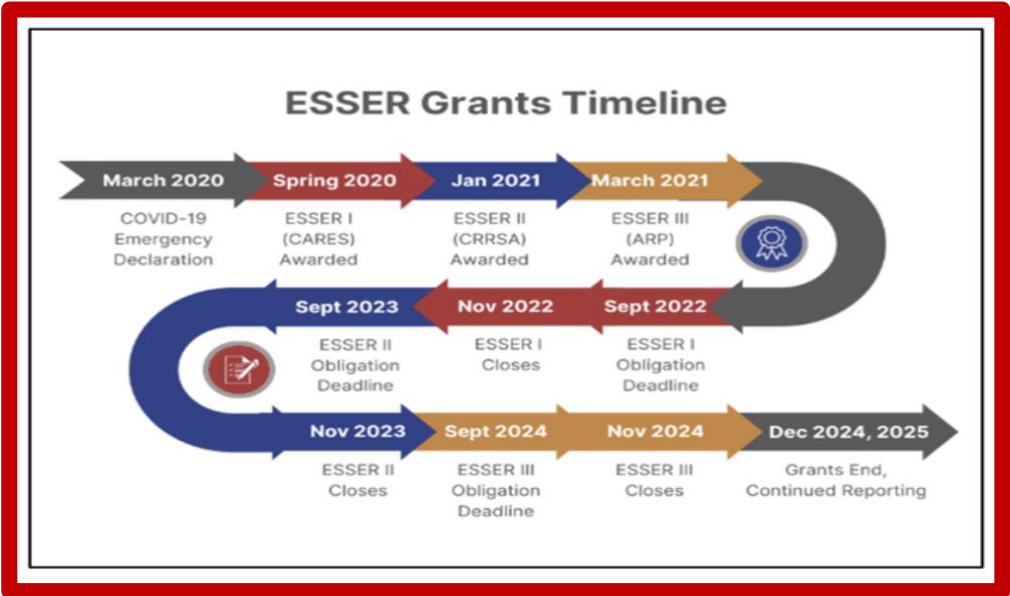 ESSER Grants Timeline
March 2020
Spring 2020
Jan 2021
March 2021
COVID-19
Emergency
Declaration
ESSER I
(CARES)
Awarded
ESSER II
(CRRSA)
Awarded
ESSER III
(ARP)
Awarded
Sept 2023
Nov 2022
Sept 2022
ESSER II
Obligation
Deadline
ESSER I
Closes
ESSER I
Obligation
Deadline
Nov 2023
Sept 2024
Nov 2024
Dec 2024, 2025
ESSER II
Closes
ESSER III
Obligation
Deadline
ESSER III
Closes
Grants End,
Continued Reporting